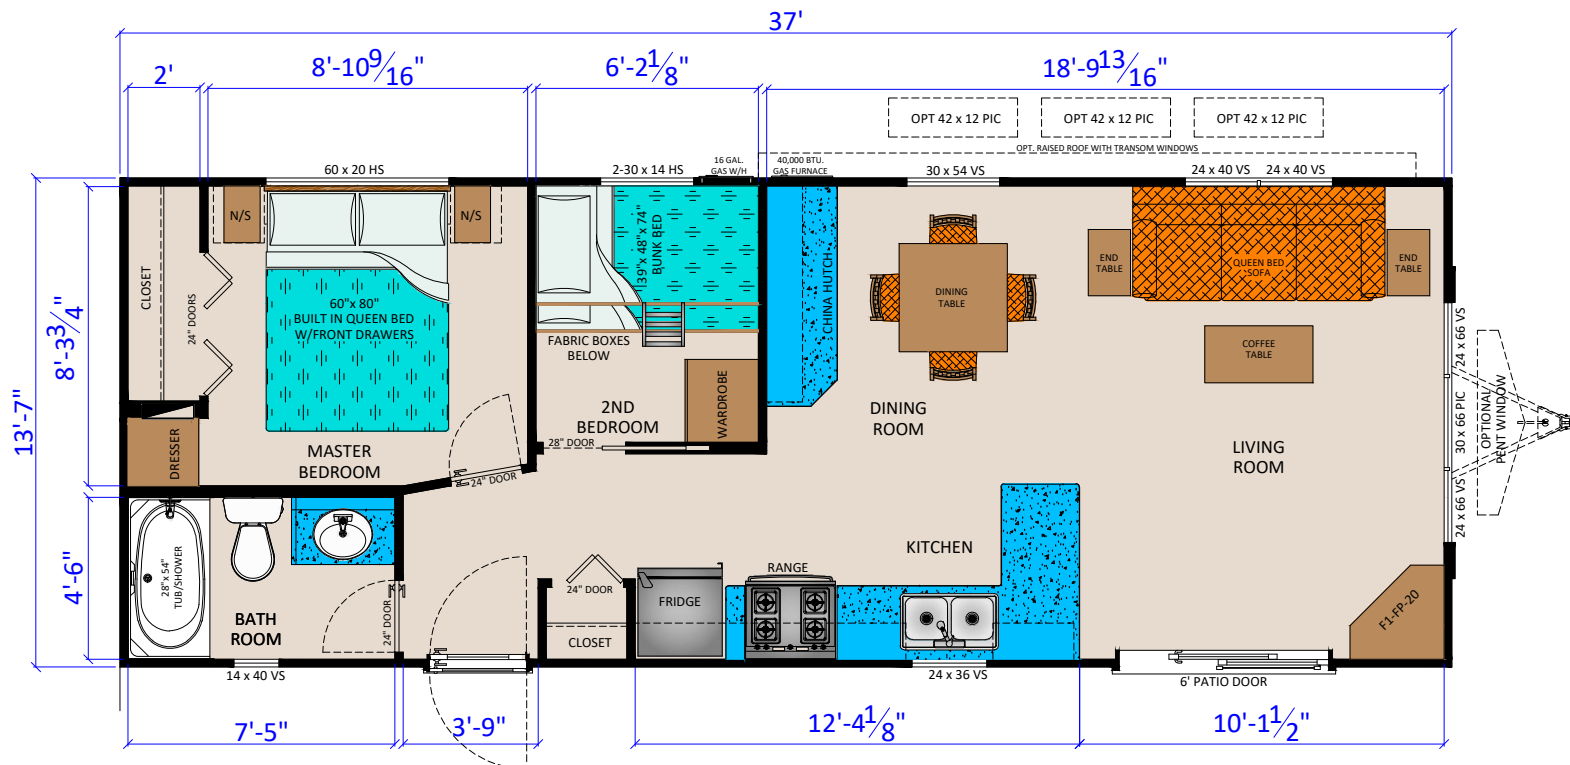 37'
2'
8'-10 9/16"
6'-2 1/8"
18'-9 13/16"
OPT 42 x 12 PIC
OPT 42 x 12 PIC
OPT 42 x 12 PIC
OPT. RAISED ROOF WITH TRANSOM WINDOWS
60 x 20 HS
2-30 x 14 HS
16 GAL.
GAS W/H
40,000 BTU.
GAS FURNACE
30 x 54 VS
24 x 40 VS
24 x 40 VS
13'-7"
8'-3 3/4"
4'-6"
CLOSET
24" DOORS
N/S
N/S
60"x 80"
BUILT IN QUEEN BED
W/FRONT DRAWERS
DRESSER
MASTER
BEDROOM
24" DOOR
39"x 48"x 74"
BUNK BED
FABRIC BOXES
BELOW
2ND
BEDROOM
WARDROBE
28" DOOR
CHINA HUTCH
DINING
TABLE
DINING
ROOM
END
TABLE
QUEEN BED
SOFA
END
TABLE
COFFEE
TABLE
LIVING
ROOM
24 x 66 VS
30 x 66 PIC
24 x 66 VS
OPTIONAL
PENT WINDOW
28"x 54"
TUB/SHOWER
BATH
ROOM
24" DOOR
24" DOOR
CLOSET
FRIDGE
RANGE
KITCHEN
F1-FP-20
14 x 40 VS
24 x 36 VS
6' PATIO DOOR
7'-5"
3'-9"
12'-4 1/8"
10'-1 1/2"